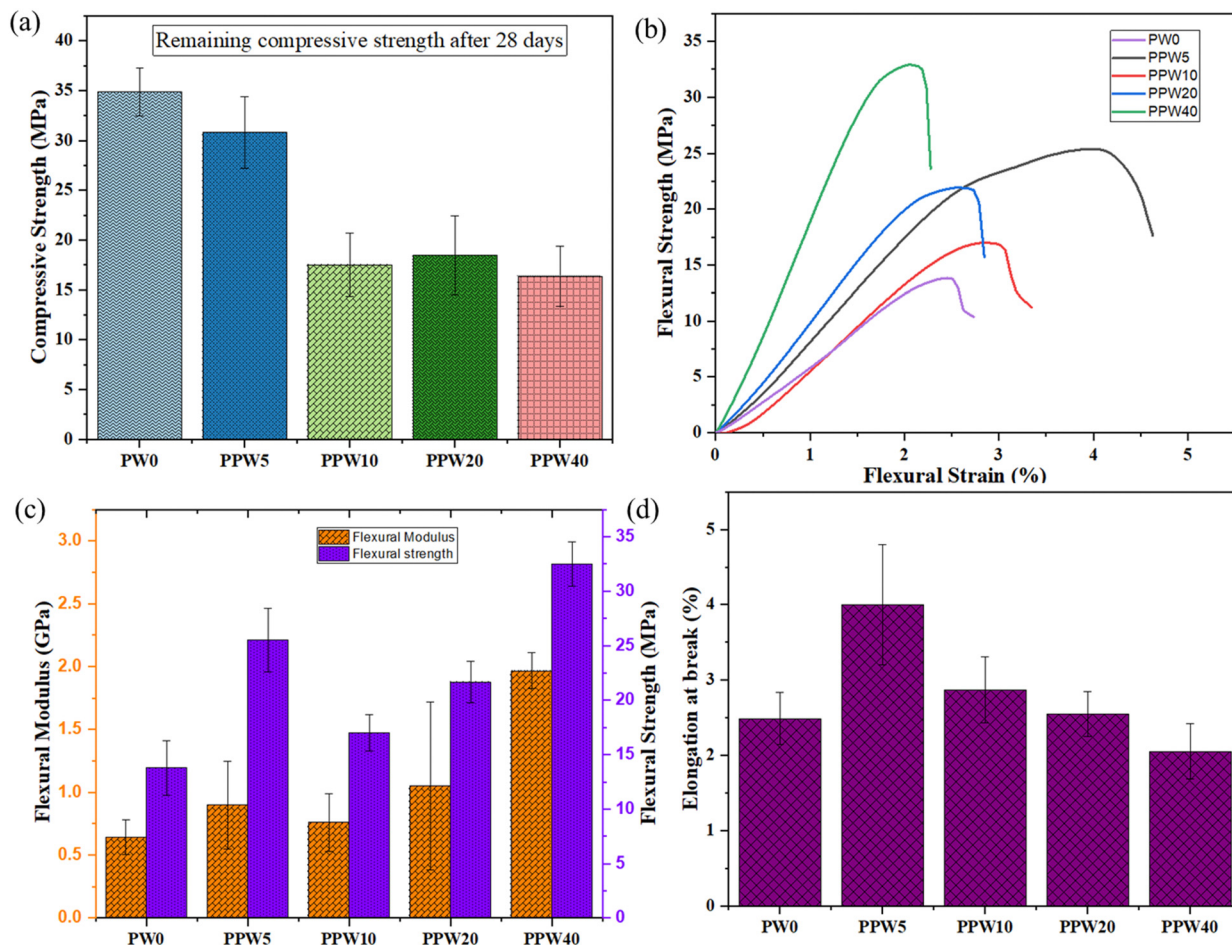 (a)
Remaining compressive strength after 28 days
Compressive Strength (MPa)
40
35
30
25
20
15
10
5
0
PW0 PPW5 PPW10 PPW20 PPW40
(b)
PW0
PPW5
PPW10
PPW20
PPW40
Flexural Strength (MPa)
35
30
25
20
15
10
5
0
0 1 2 3 4 5
Flexural Strain (%)
(c)
Flexural Modulus
Flexural strength
Flexural Modulus (GPa)
3.0
2.5
2.0
1.5
1.0
0.5
0.0
Flexural Strength (MPa)
35
30
25
20
15
10
5
0
PW0 PPW5 PPW10 PPW20 PPW40
(d)
Elongation at break (%)
5
4
3
2
1
0
PW0 PPW5 PPW10 PPW20 PPW40